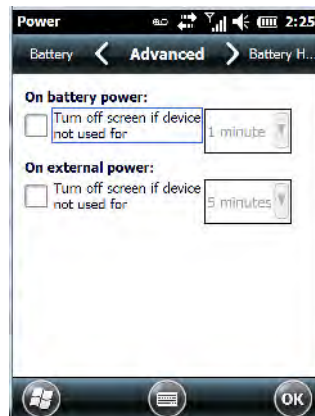 Power 2:25
Battery Advanced Battery H...
On battery power:
Turn off screen if device
not used for 1 minute
On external power:
Turn off screen if device
not used for 5 minutes
OK